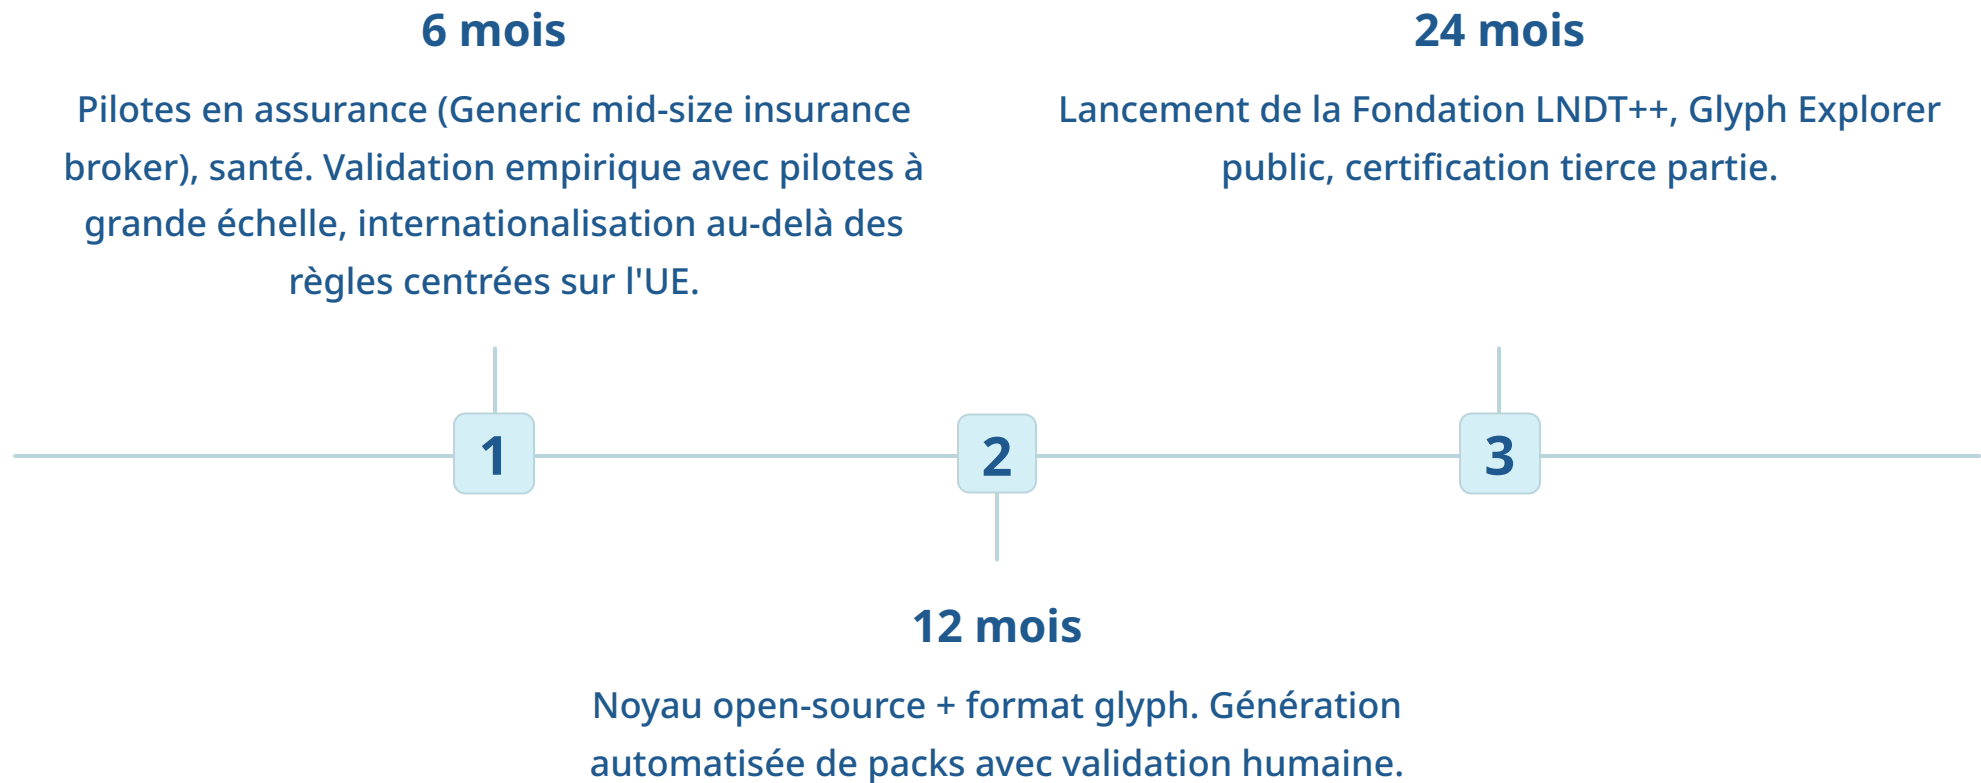 6 mois
Pilotes en assurance (Generic mid-size insurance
broker), santé. Validation empirique avec pilotes à
grande échelle, internationalisation au-delà des
règles centrées sur l'UE.
24 mois
Lancement de la Fondation LNDT++, Glyph Explorer
public, certification tierce partie.
1
2
3
12 mois
Noyau open-source + format glyph. Génération
automatisée de packs avec validation humaine.